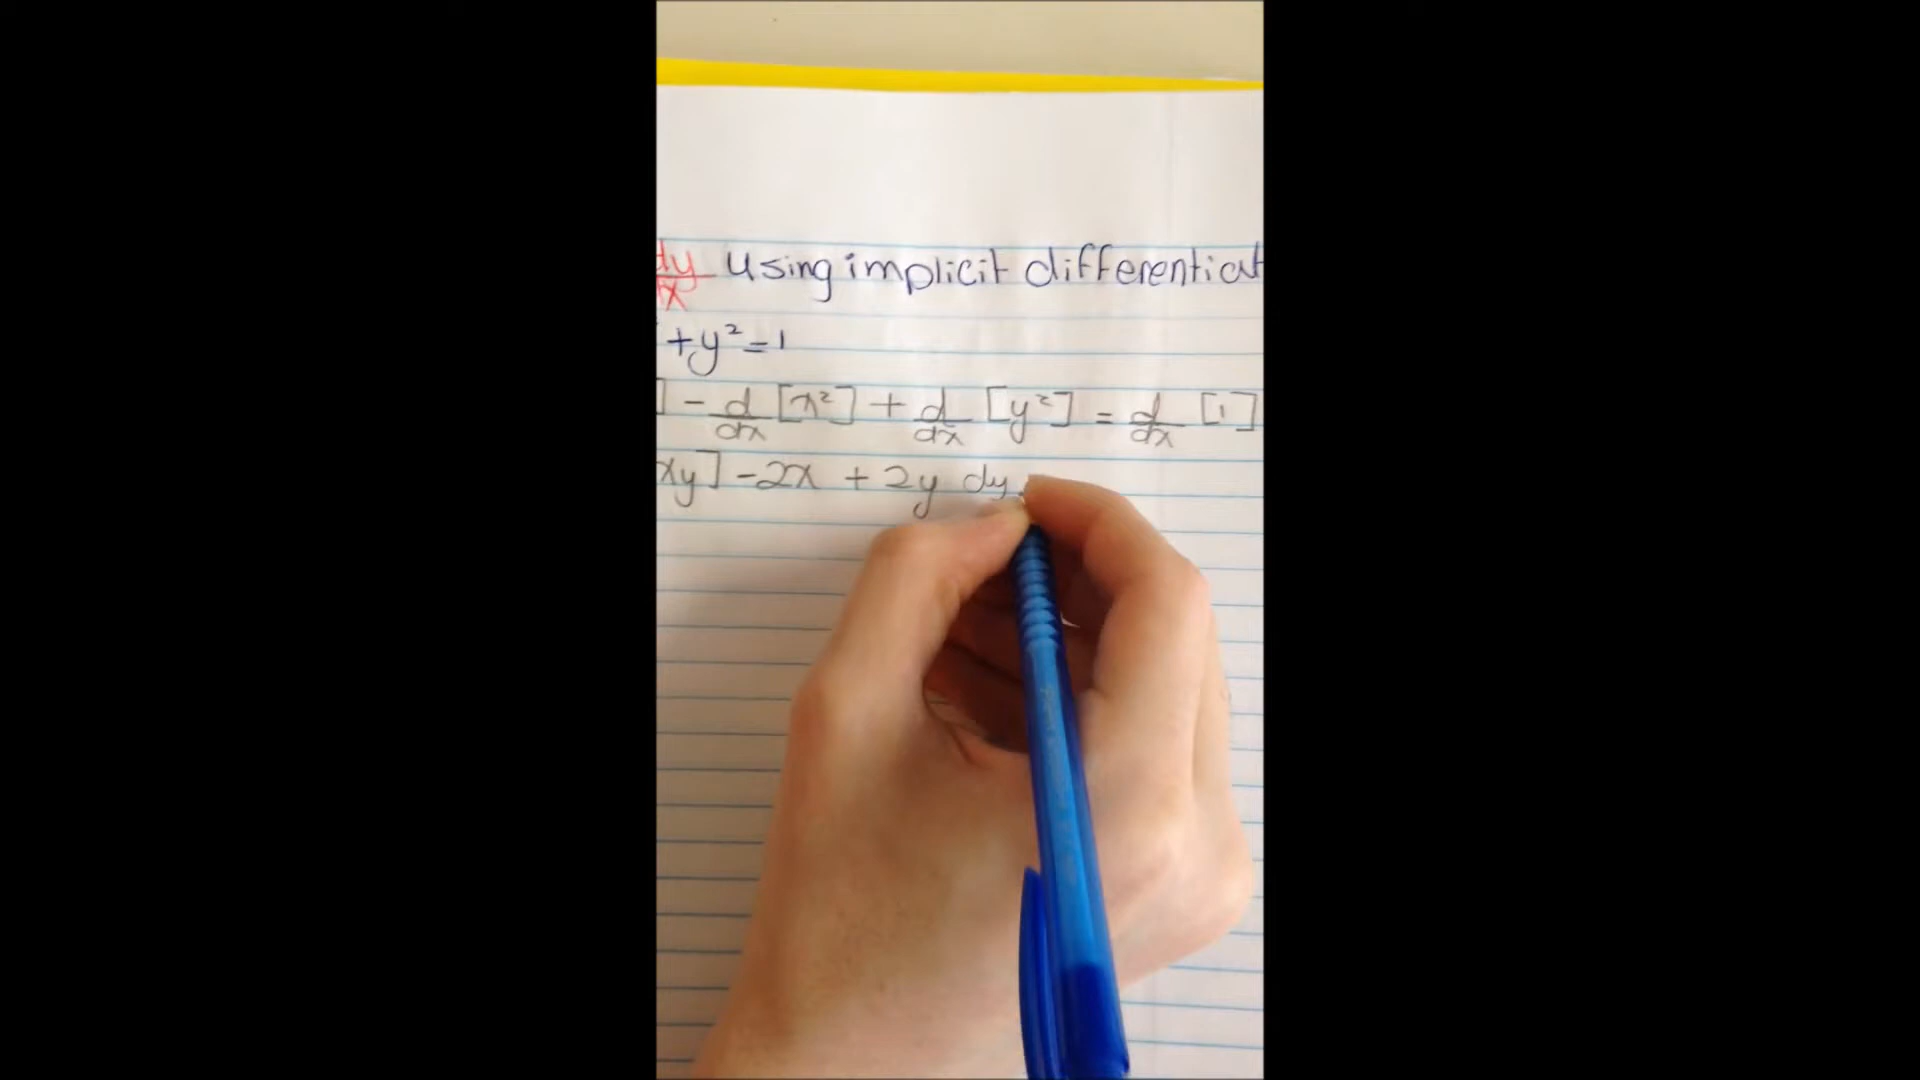 dy/dx using implicit differentiat
+y²=1
] - d/dx [x²] + d/dx [y²] = d/dx [1]
xy] -2x + 2y dy